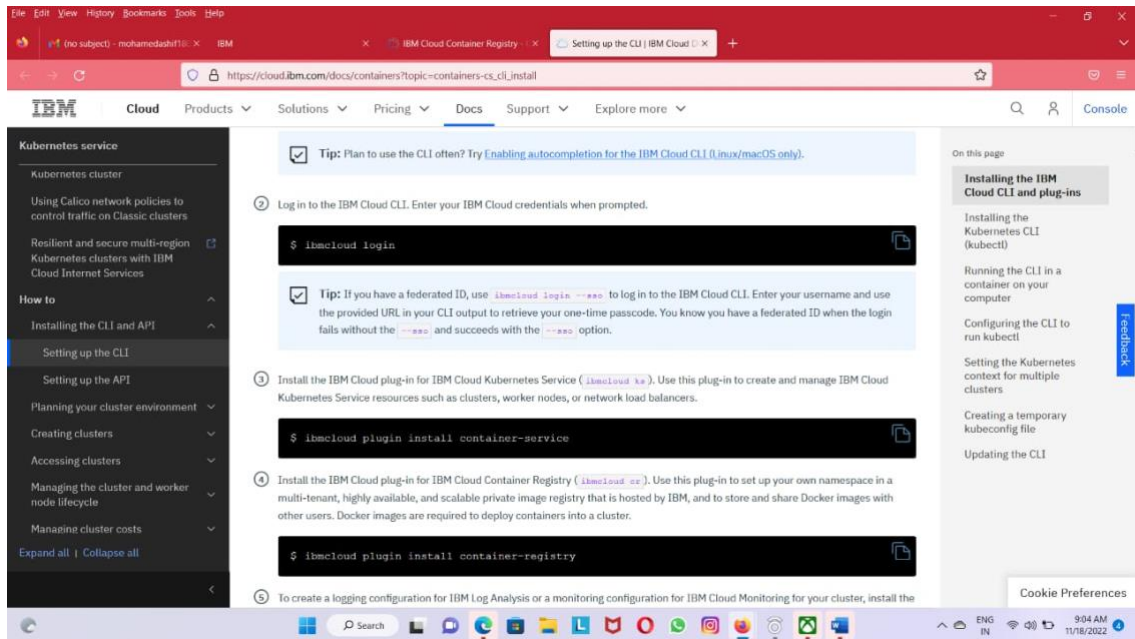 File Edit View History Bookmarks Tools Help
(no subject) - mohamedashif18 IBM IBM Cloud Container Registry - Setting up the CLI | IBM Cloud D
https://cloud.ibm.com/docs/containers?topic=containers-cs_cli_install
IBM Cloud Products Solutions Pricing Docs Support Explore more Console
Kubernetes service
Kubernetes cluster
Using Calico network policies to
control traffic on Classic clusters
Resilient and secure multi-region
Kubernetes clusters with IBM
Cloud Internet Services
How to
Installing the CLI and API
Setting up the CLI
Setting up the API
Planning your cluster environment
Creating clusters
Accessing clusters
Managing the cluster and worker
node lifecycle
Managing cluster costs
Expand all | Collapse all
Tip: Plan to use the CLI often? Try Enabling autocompletion for the IBM Cloud CLI (Linux/macOS only).
2 Log in to the IBM Cloud CLI. Enter your IBM Cloud credentials when prompted.
$ ibmcloud login
Tip: If you have a federated ID, use ibmcloud login --sso to log in to the IBM Cloud CLI. Enter your username and use
the provided URL in your CLI output to retrieve your one-time passcode. You know you have a federated ID when the login
fails without the --sso and succeeds with the --sso option.
3 Install the IBM Cloud plug-in for IBM Cloud Kubernetes Service ( ibmcloud ks ). Use this plug-in to create and manage IBM Cloud
Kubernetes Service resources such as clusters, worker nodes, or network load balancers.
$ ibmcloud plugin install container-service
4 Install the IBM Cloud plug-in for IBM Cloud Container Registry ( ibmcloud cr ). Use this plug-in to set up your own namespace in a
multi-tenant, highly available, and scalable private image registry that is hosted by IBM, and to store and share Docker images with
other users. Docker images are required to deploy containers into a cluster.
$ ibmcloud plugin install container-registry
5 To create a logging configuration for IBM Log Analysis or a monitoring configuration for IBM Cloud Monitoring for your cluster, install the
On this page
Installing the IBM
Cloud CLI and plug-ins
Installing the
Kubernetes CLI
(kubectl)
Running the CLI in a
container on your
computer
Configuring the CLI to
run kubectl
Setting the Kubernetes
context for multiple
clusters
Creating a temporary
kubeconfig file
Updating the CLI
Feedback
Cookie Preferences
Search
ENG
IN
9:04 AM
11/18/2022